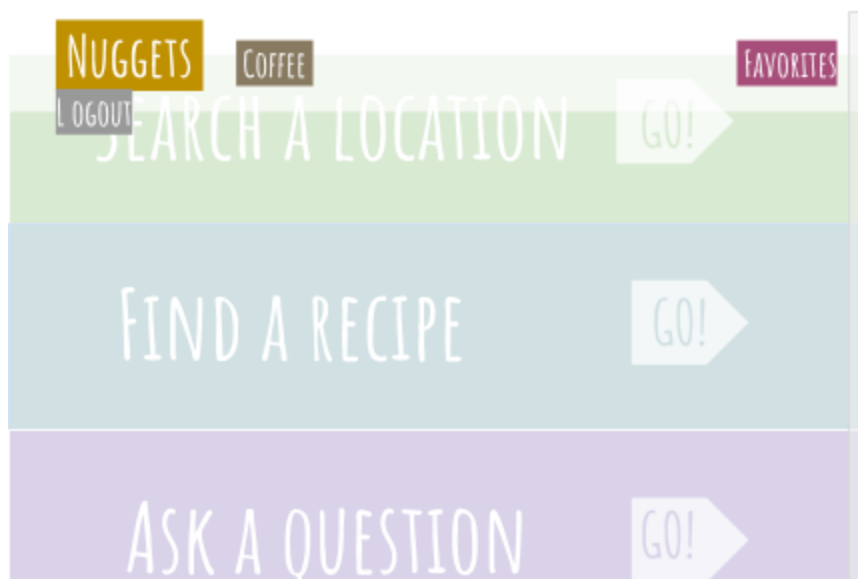 Nuggets
Coffee
Favorites
Logout
Search a location
GO!
Find a recipe
GO!
Ask a question
GO!